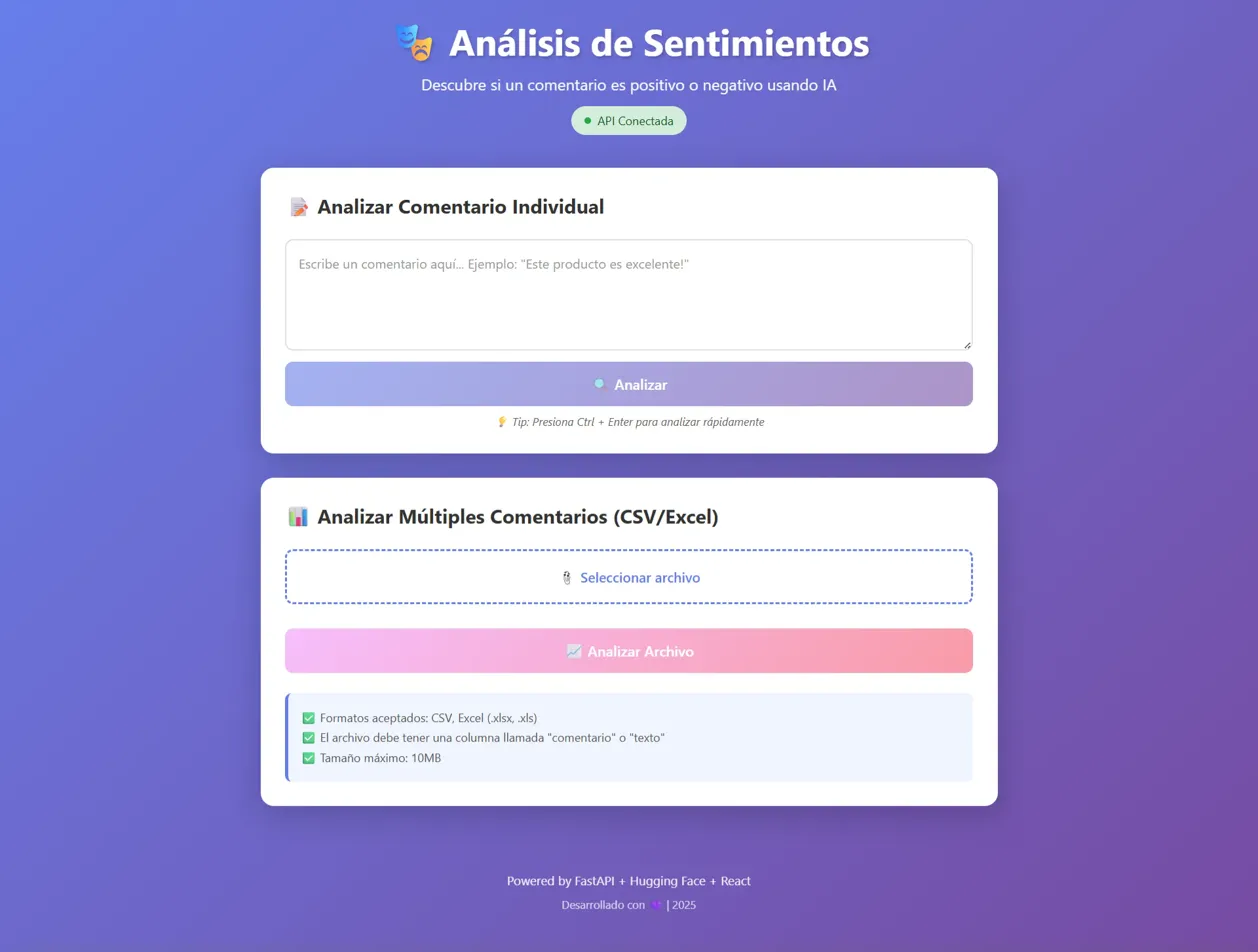 Análisis de Sentimientos
Descubre si un comentario es positivo o negativo usando IA
API Conectada
Analizar Comentario Individual
Escribe un comentario aquí... Ejemplo: "Este producto es excelente!"
Analizar
Tip: Presiona Ctrl + Enter para analizar rápidamente
Analizar Múltiples Comentarios (CSV/Excel)
Seleccionar archivo
Analizar Archivo
Formatos aceptados: CSV, Excel (.xlsx, .xls)
El archivo debe tener una columna llamada "comentario" o "texto"
Tamaño máximo: 10MB
Powered by FastAPI + Hugging Face + React
Desarrollado con 💜 | 2025